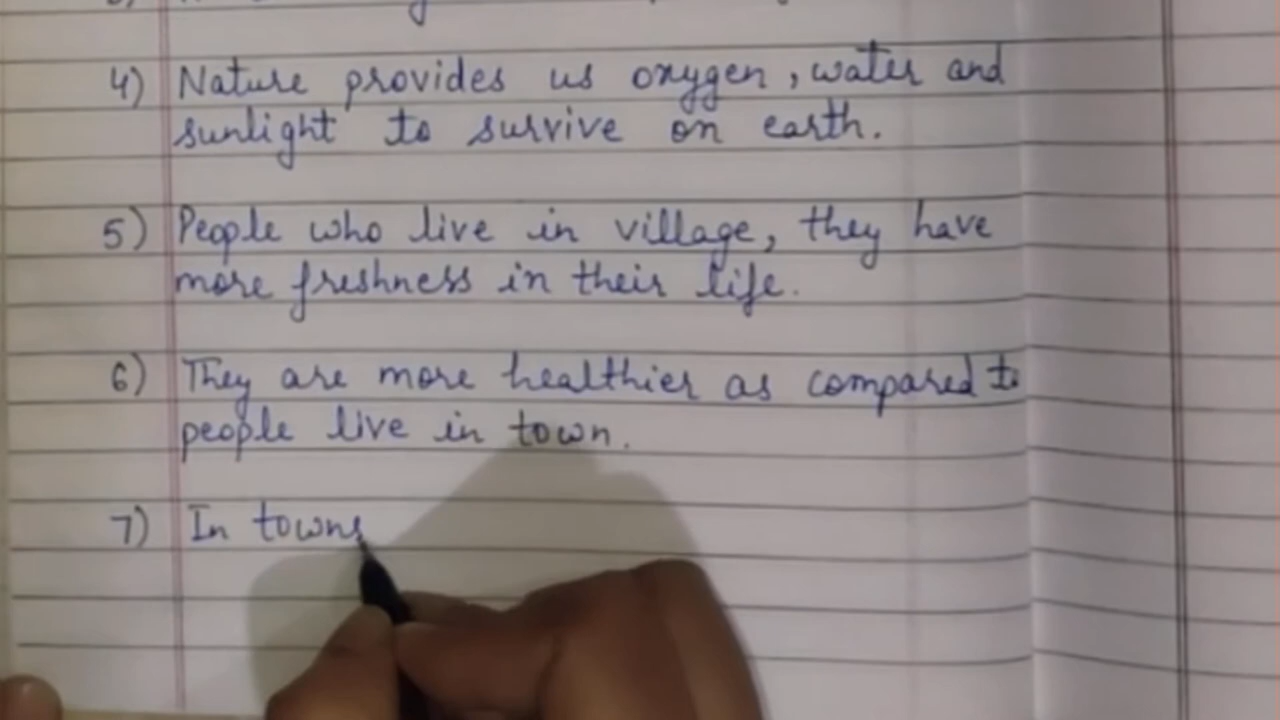 4) Nature provides us oxygen, water and
sunlight to survive on earth.
5) People who live in village, they have
more freshness in their life.
6) They are more healthier as compared to
people live in town.
7) In towns